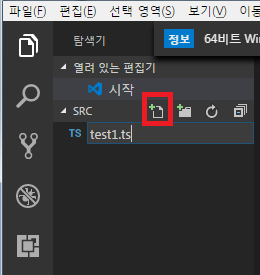 파일(F) 편집(E) 선택 영역(S) 보기(V) 이동
탐색기
정보 64비트 Win
열려 있는 편집기
시작
SRC
TS test1.ts